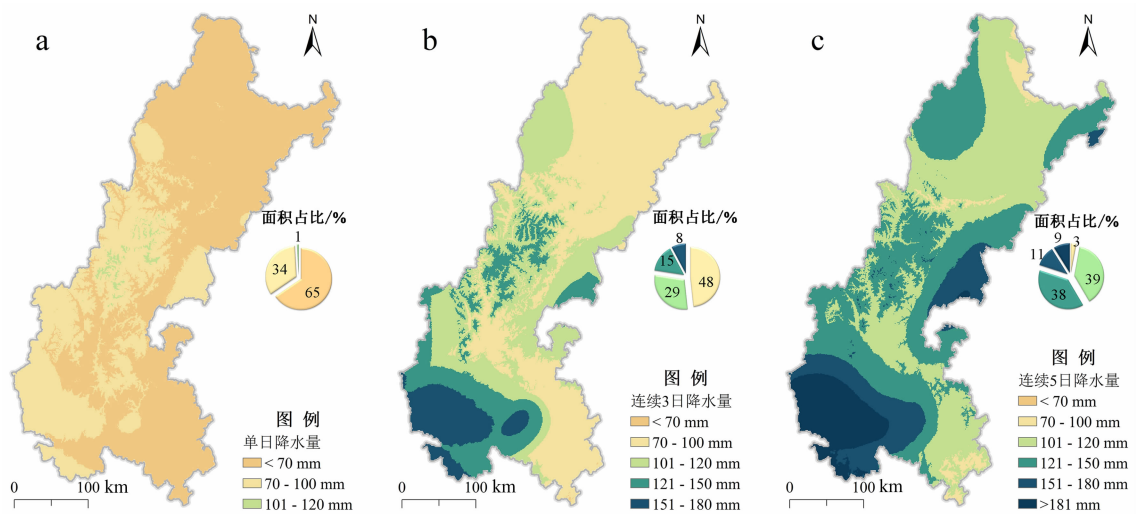 a
N
面积占比/%
1
34
65
图 例
单日降水量
< 70 mm
70 - 100 mm
101 - 120 mm
0 100 km
b
N
面积占比/%
8
15
48
29
图 例
连续3日降水量
< 70 mm
70 - 100 mm
101 - 120 mm
121 - 150 mm
151 - 180 mm
0 100 km
c
N
面积占比/%
9
3
11
39
38
图 例
连续5日降水量
< 70 mm
70 - 100 mm
101 - 120 mm
121 - 150 mm
151 - 180 mm
>181 mm
0 100 km